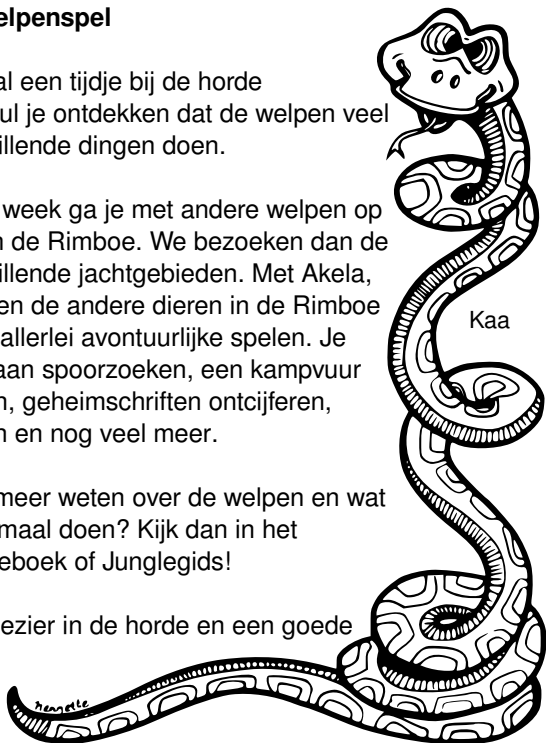 elpenspel
al een tijdje bij de horde
ul je ontdekken dat de welpen veel
illende dingen doen.
week ga je met andere welpen op
n de Rimboe. We bezoeken dan de
illende jachtgebieden. Met Akela,
en de andere dieren in de Rimboe
allerlei avontuurlijke spelen. Je
aan spoorzoeken, een kampvuur
n, geheimschriften ontcijferen,
n en nog veel meer.
meer weten over de welpen en wat
maal doen? Kijk dan in het
eboek of Junglegids!
ezier in de horde en een goede
Kaa